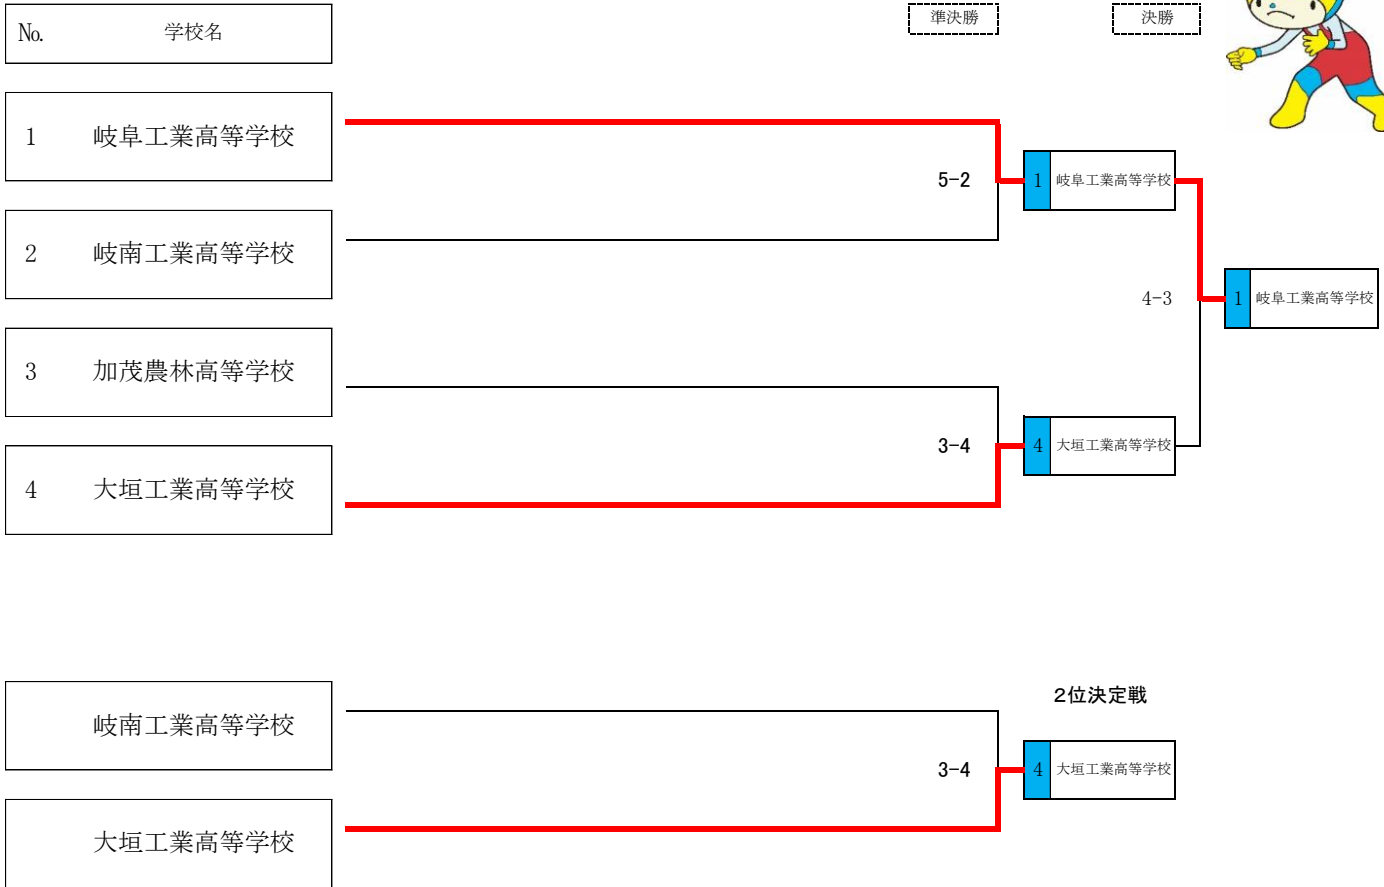 № 学校名 準決勝 決勝
1 岐阜工業高等学校
5-2 1 岐阜工業高等学校
2 岐南工業高等学校
4-3 1 岐阜工業高等学校
3 加茂農林高等学校
3-4 4 大垣工業高等学校
4 大垣工業高等学校
2位決定戦
岐南工業高等学校
3-4 4 大垣工業高等学校
大垣工業高等学校